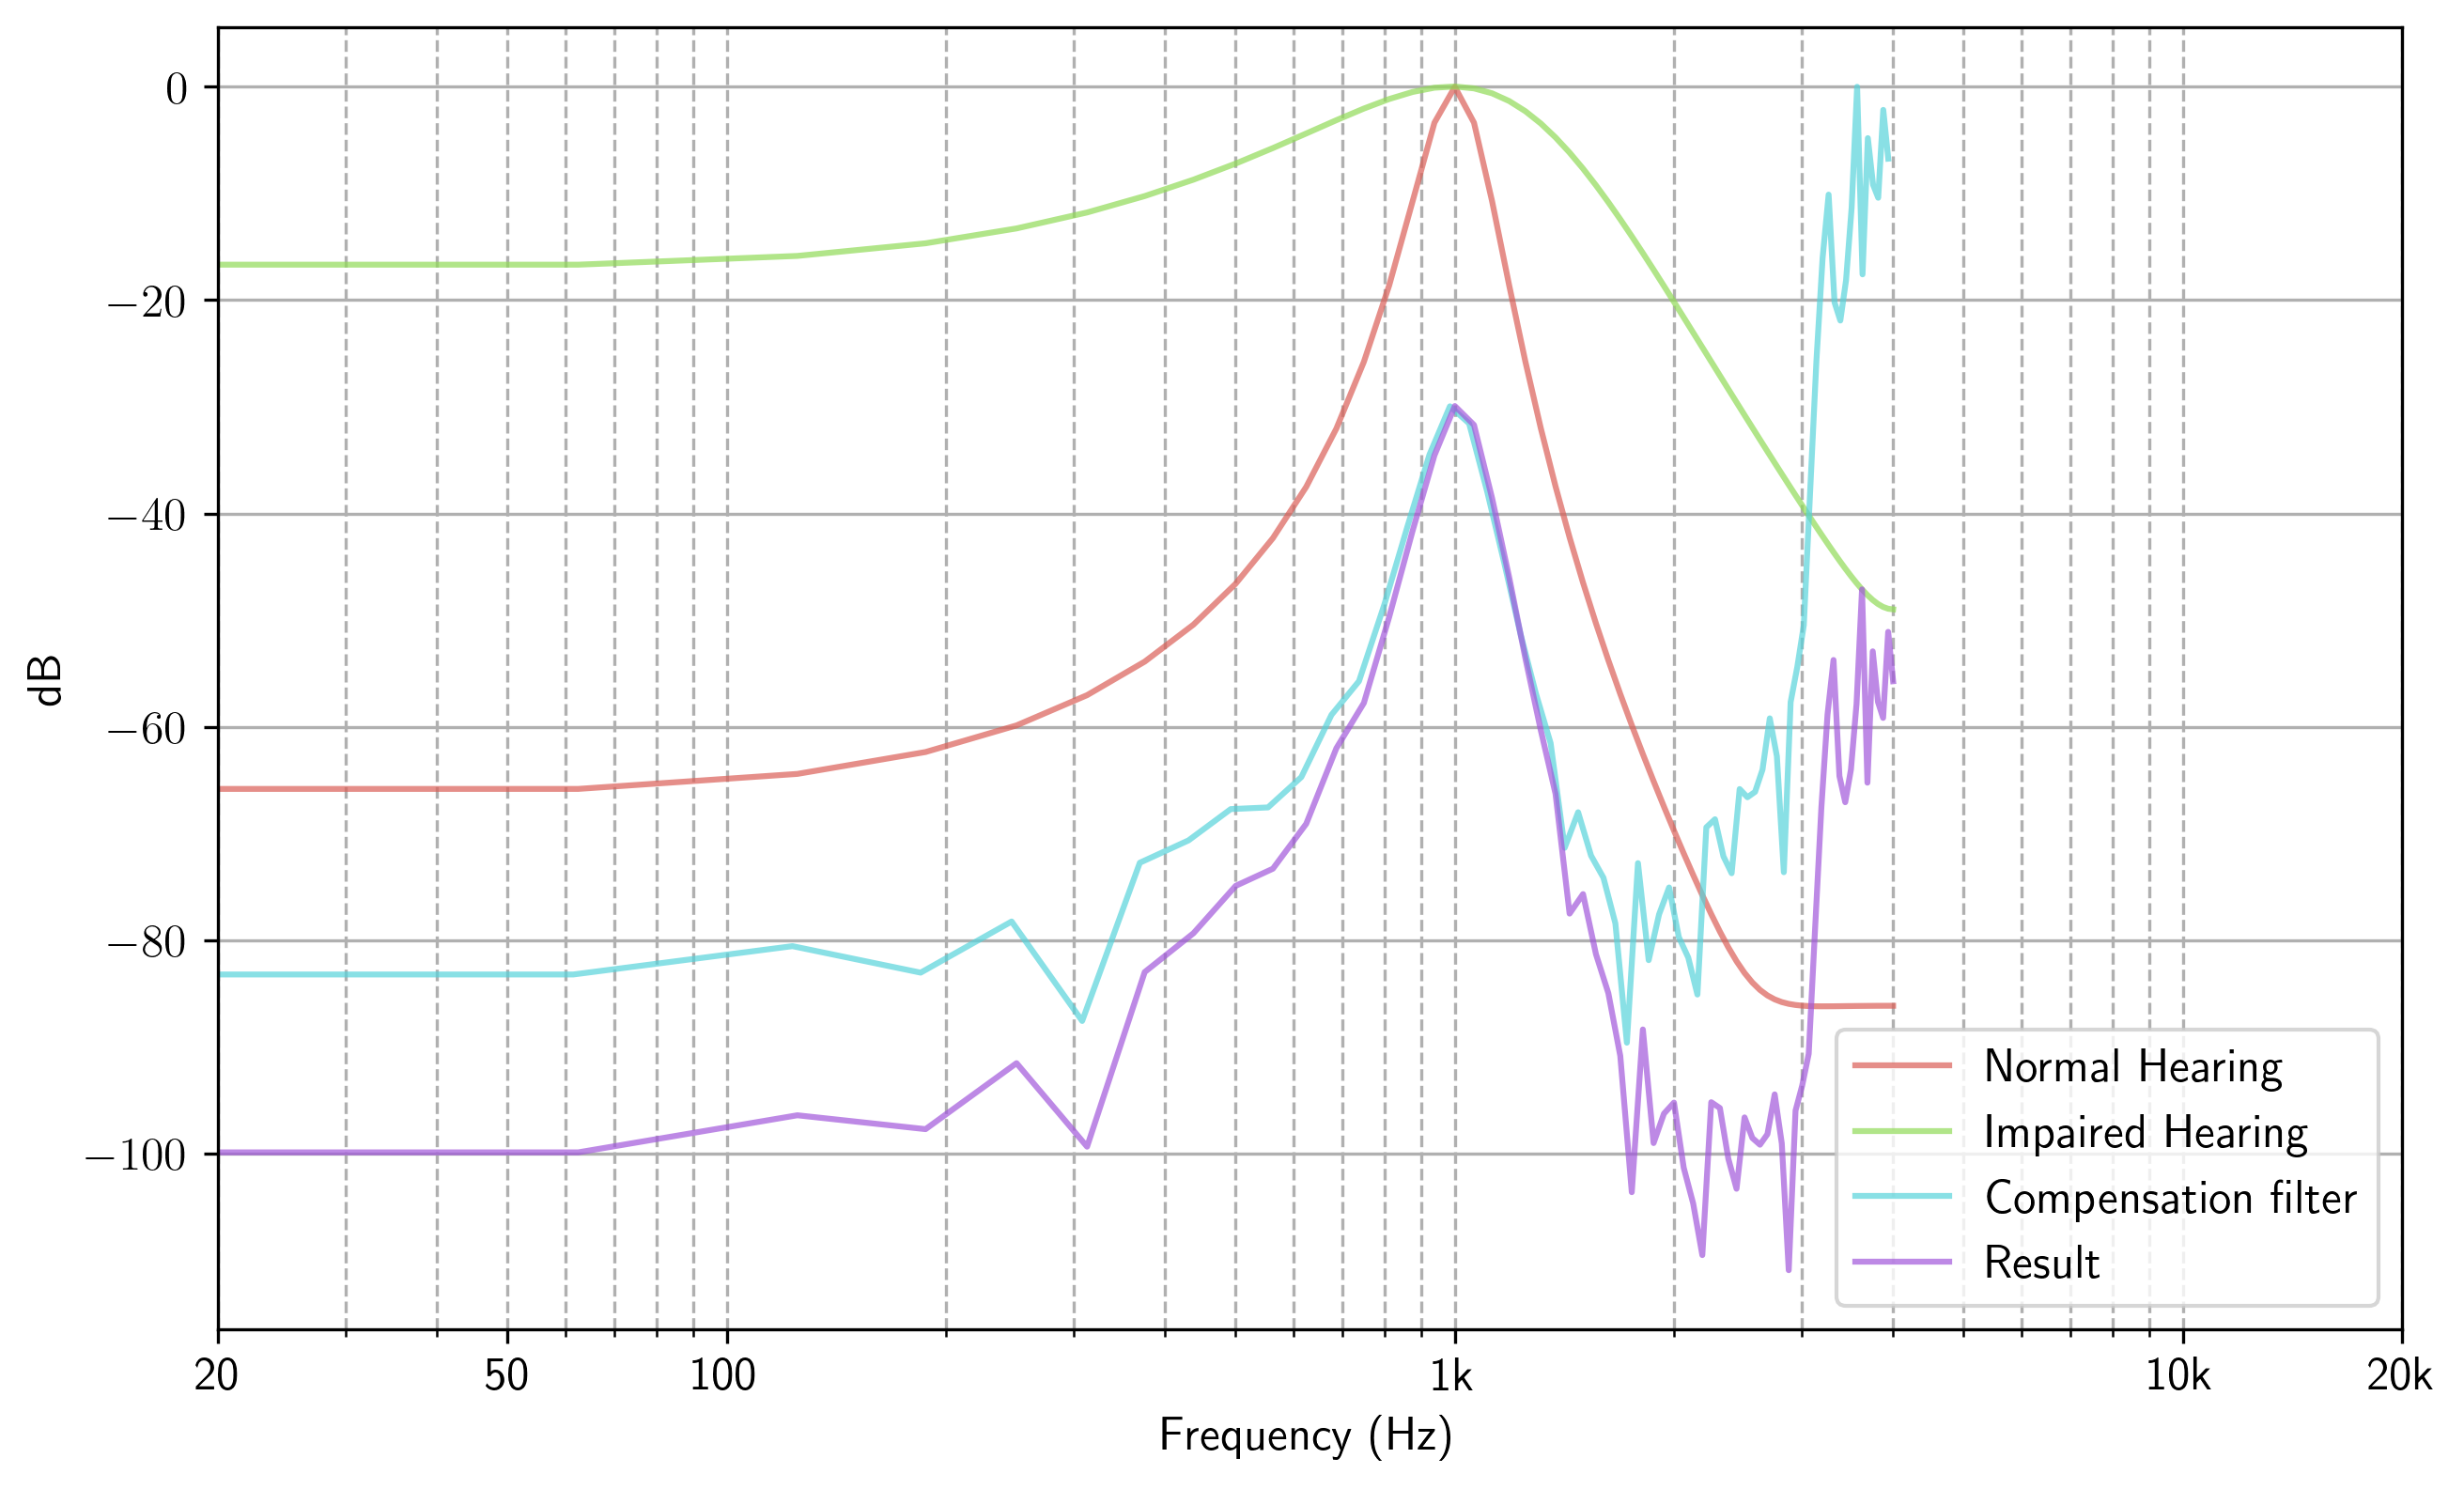 0
−20
−40
−60
−80
−100
dB
20 50 100 1k 10k 20k
Frequency (Hz)
Normal Hearing
Impaired Hearing
Compensation filter
Result